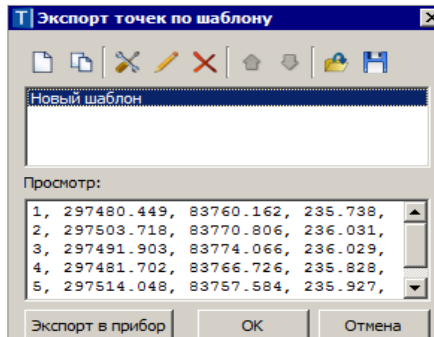 Экспорт точек по шаблону
Новый шаблон
Просмотр:
1, 297480.449, 83760.162, 235.738,
2, 297503.718, 83770.806, 236.031,
3, 297491.903, 83774.066, 236.029,
4, 297481.702, 83766.726, 235.828,
5, 297514.048, 83757.584, 235.927,
Экспорт в прибор OK Отмена